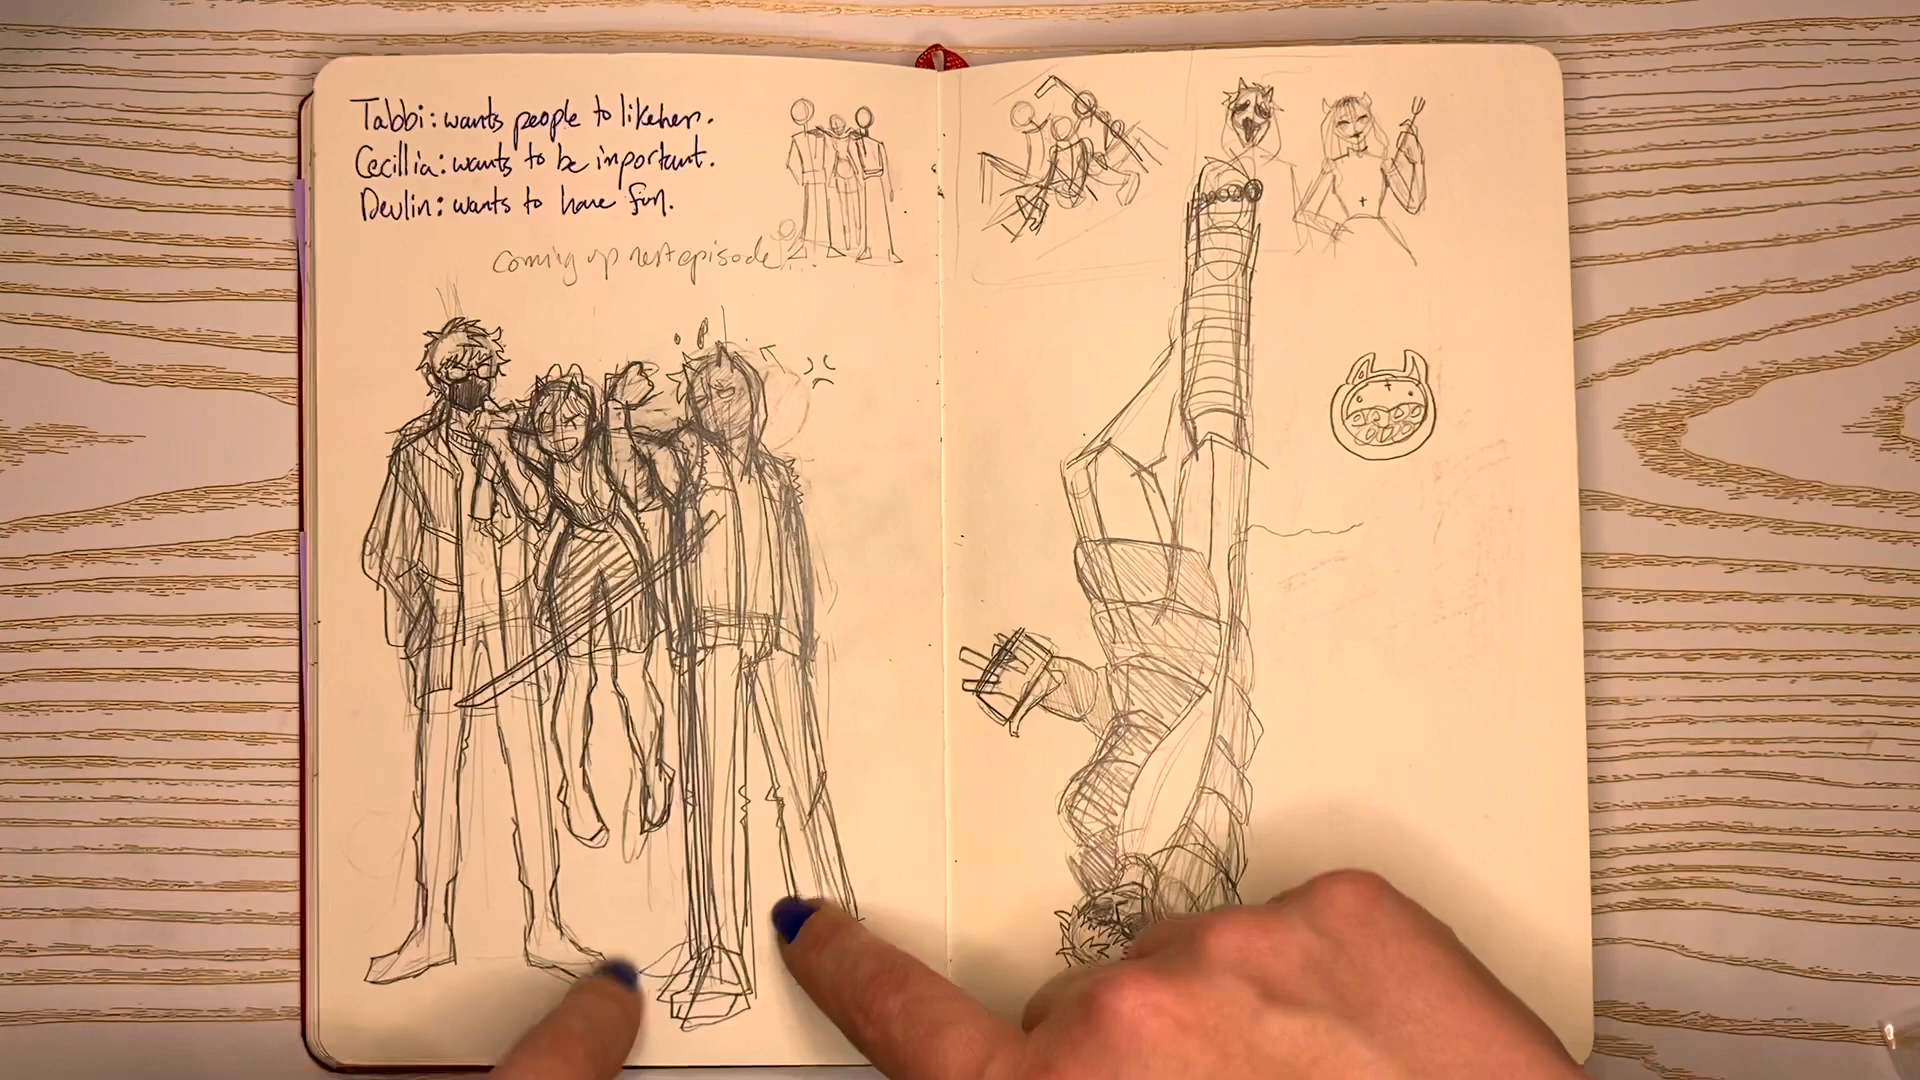 Tabbi: wants people to like her.
Cecillia: wants to be important.
Devlin: wants to have fun.
coming up next episode